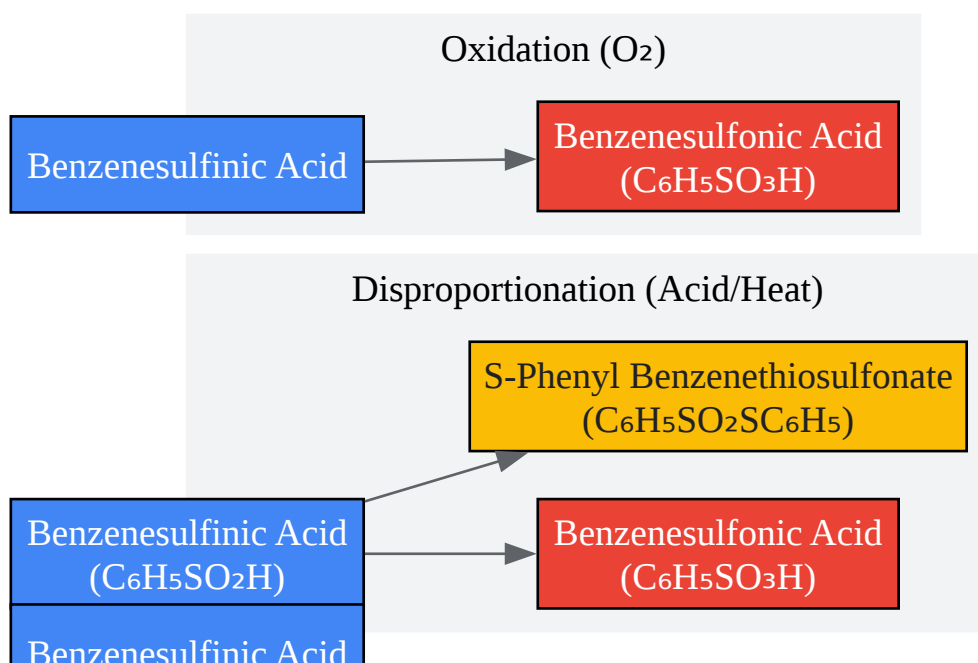 Oxidation (O₂)
Benzenesulfinic Acid
Benzenesulfonic Acid
(C₆H₅SO₃H)
Disproportionation (Acid/Heat)
S-Phenyl Benzenethiosulfonate
(C₆H₅SO₂SC₆H₅)
Benzenesulfinic Acid
(C₆H₅SO₂H)
Benzenesulfonic Acid
(C₆H₅SO₃H)
Benzenesulfinic Acid